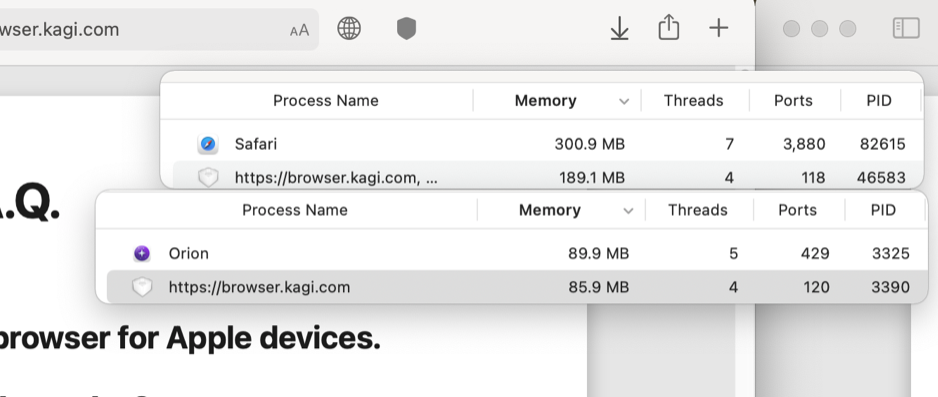 wser.kagi.com AA
Process Name Memory Threads Ports PID
Safari 300.9 MB 7 3,880 82615
https://browser.kagi.com, ... 189.1 MB 4 118 46583
.Q.
Process Name Memory Threads Ports PID
Orion 89.9 MB 5 429 3325
https://browser.kagi.com 85.9 MB 4 120 3390
browser for Apple devices.